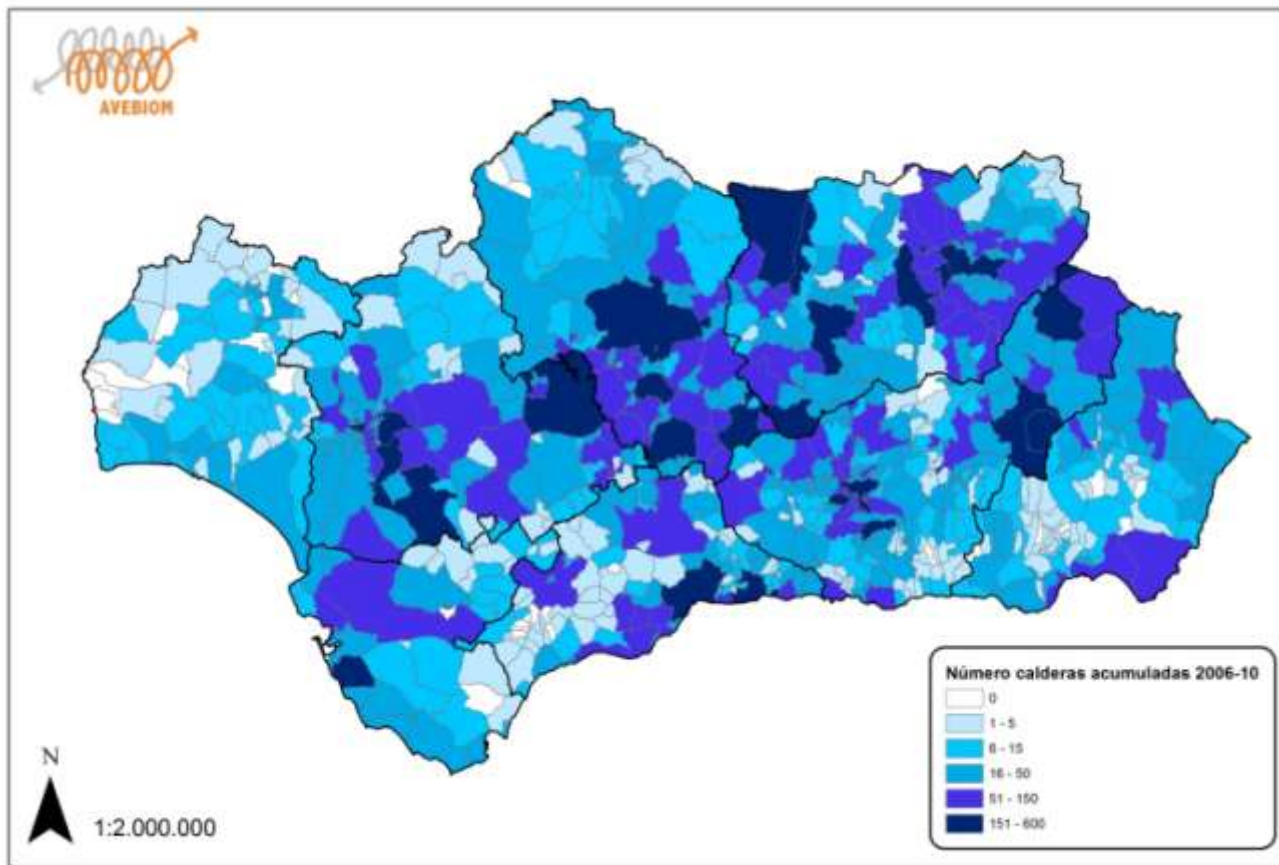 AVEBIOM
Número calderas acumuladas 2006-10
0
1 - 5
6 - 15
16 - 50
51 - 150
151 - 600
N
1:2.000.000